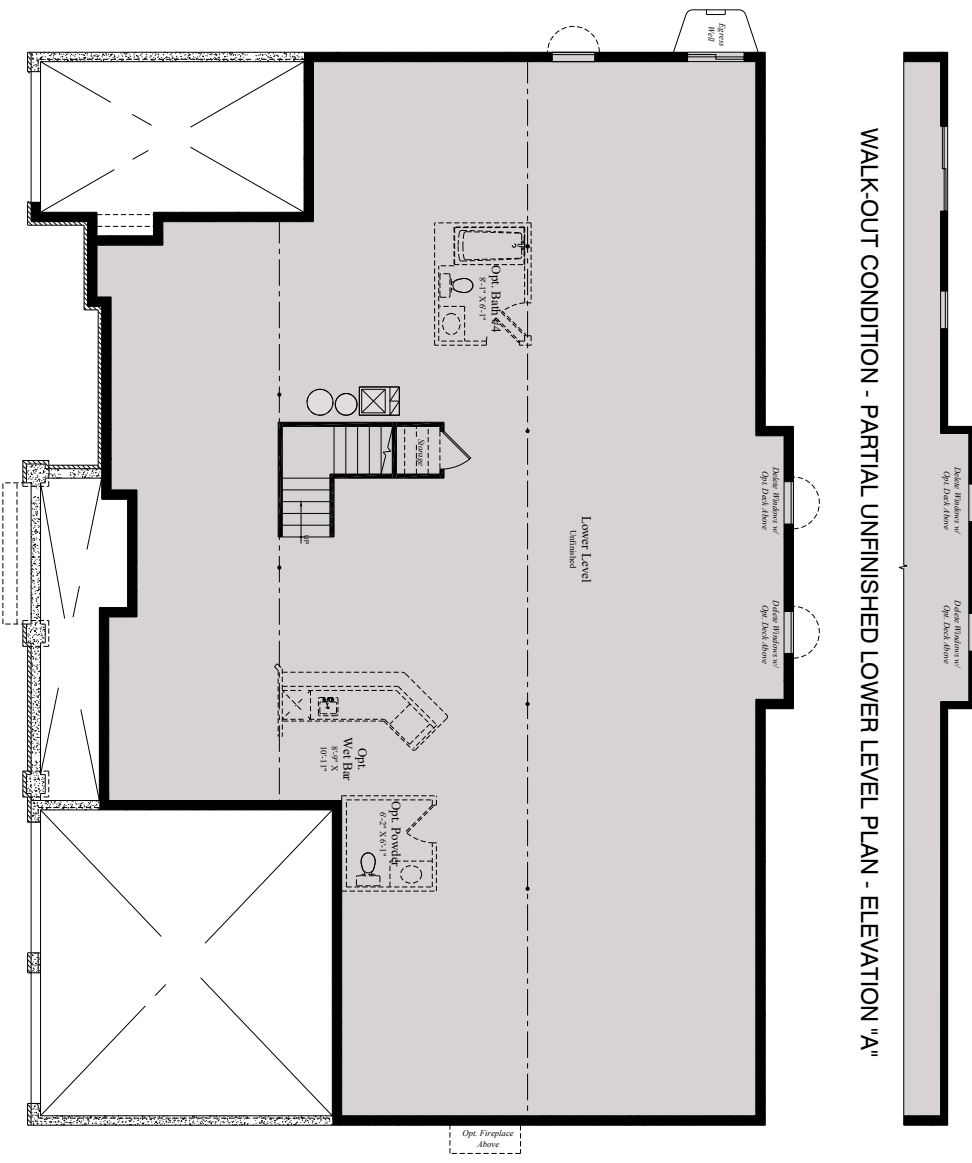 Egress
Well
WALK-OUT CONDITION - PARTIAL UNFINISHED LOWER LEVEL PLAN - ELEVATION "A"
Delete Windows w/
Opt. Deck Above
Delete Windows w/
Opt. Deck Above
Delete Windows w/
Opt. Deck Above
Delete Windows w/
Opt. Deck Above
Opt. Bath #4
8'-1" X 6'-1"
Storage
UP
Lower Level
Unfinished
Opt.
Wet Bar
8'-9" X
10'-11"
Opt. Powder
6'-2" X 6'-1"
Opt. Fireplace
Above